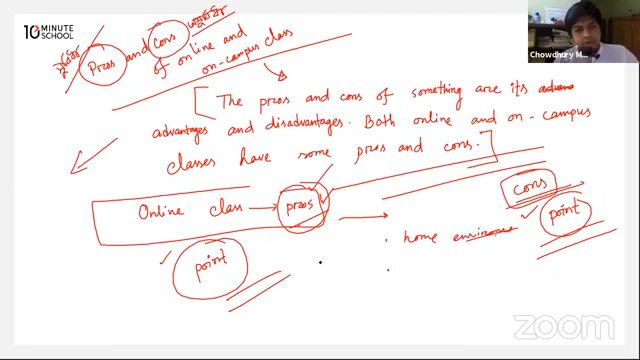 10 MINUTE SCHOOL
Chowdhury M...
Pros and cons
of online and
on-campus class
The pros and cons of something are its
advantages and disadvantages. Both online and on-campus
classes have some pros and cons.
Online class → pros
cons
point
point
. home
.
zoom